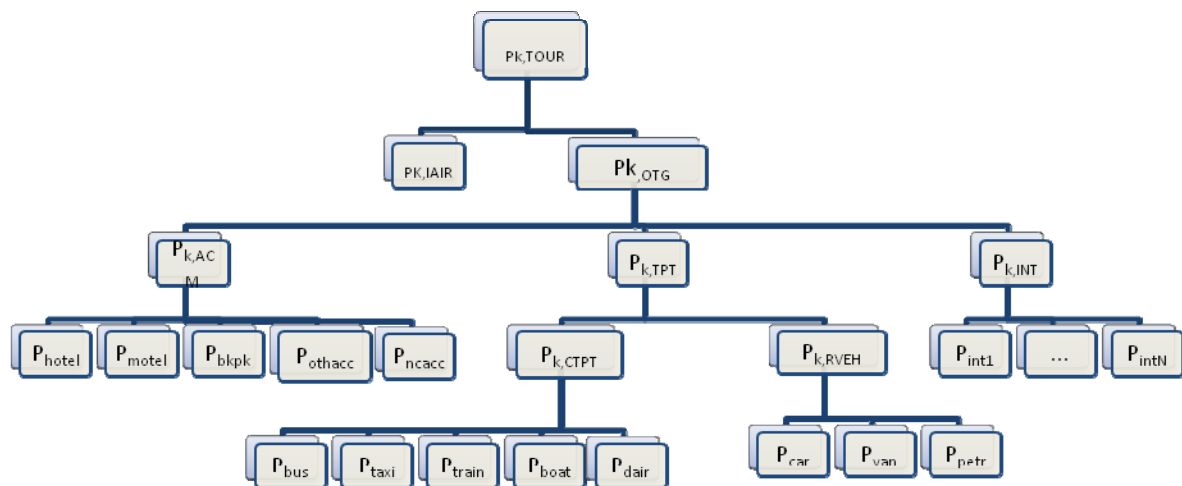 Pk,TOUR
PK,IAIR
Pk,OTG
Pk,AC
M
Pk,TPT
Pk,INT
Photel
Pmotel
Pbkpk
Pothacc
Pncacc
Pk,CTPT
Pk,RVEH
Pint1
...
PintN
Pbus
Ptaxi
Ptrain
Pboat
Pdair
Pcar
Pvan
Ppetr